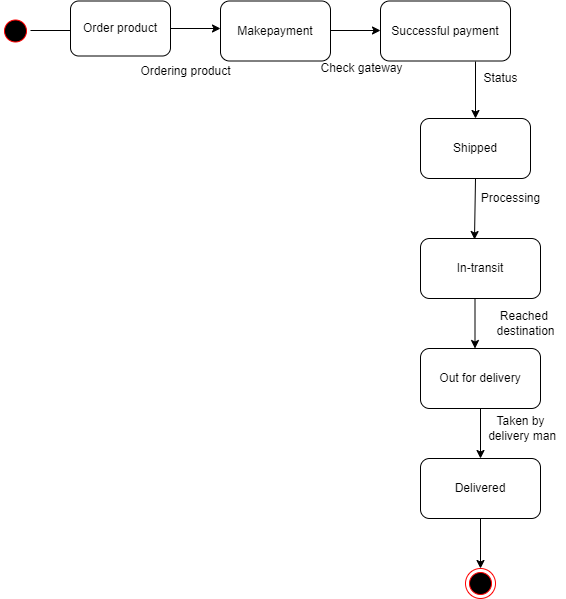 Order product
Makepayment
Successful payment
Ordering product
Check gateway
Status
Shipped
Processing
In-transit
Reached
destination
Out for delivery
Taken by
delivery man
Delivered